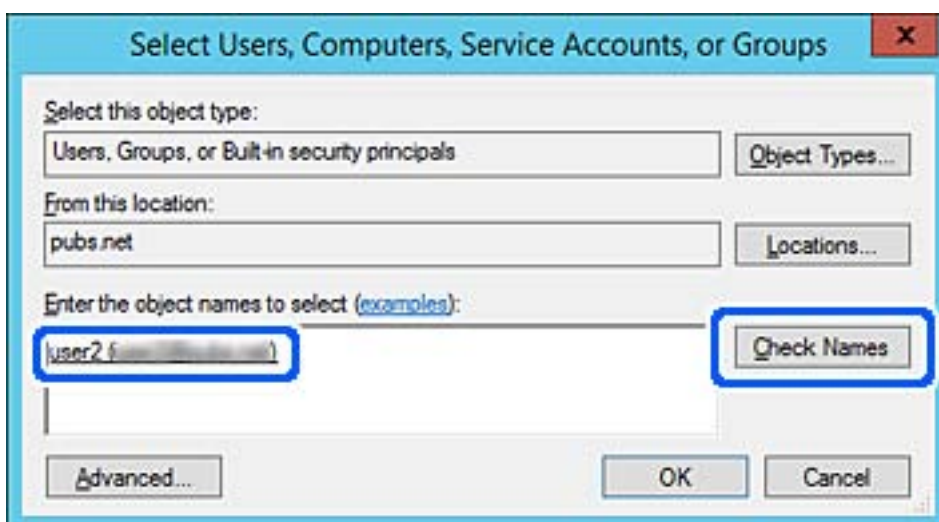 Select Users, Computers, Service Accounts, or Groups
x
Select this object type:
Users, Groups, or Built-in security principals
Object Types...
From this location:
pubs.net
Locations...
Enter the object names to select (examples):
user2 (
Check Names
Advanced...
OK
Cancel